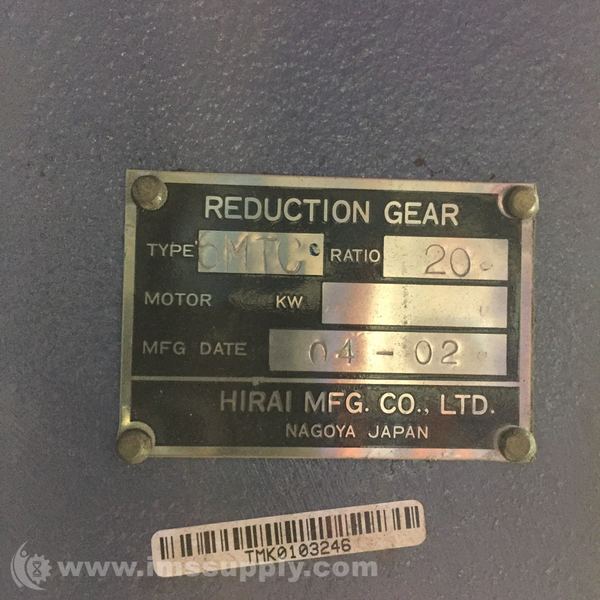 REDUCTION GEAR
TYPE 6MTC RATIO 20
MOTOR KW
MFG DATE 04-02
HIRAI MFG. CO., LTD.
NAGOYA JAPAN
TMK0103246
www.imssupply.com